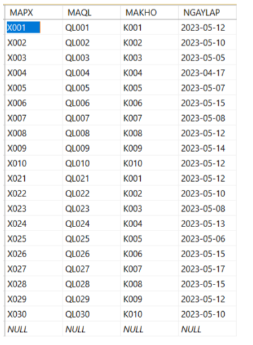 MAPX MAQL MAKHO NGAYLAP
X001 QL001 K001 2023-05-12
X002 QL002 K002 2023-05-10
X003 QL003 K003 2023-05-05
X004 QL004 K004 2023-04-17
X005 QL005 K005 2023-05-07
X006 QL006 K006 2023-05-15
X007 QL007 K007 2023-05-08
X008 QL008 K008 2023-05-12
X009 QL009 K009 2023-05-14
X010 QL010 K010 2023-05-12
X021 QL021 K001 2023-05-12
X022 QL022 K002 2023-05-10
X023 QL023 K003 2023-05-08
X024 QL024 K004 2023-05-13
X025 QL025 K005 2023-05-06
X026 QL026 K006 2023-05-15
X027 QL027 K007 2023-05-17
X028 QL028 K008 2023-05-15
X029 QL029 K009 2023-05-12
X030 QL030 K010 2023-05-10
NULL NULL NULL NULL